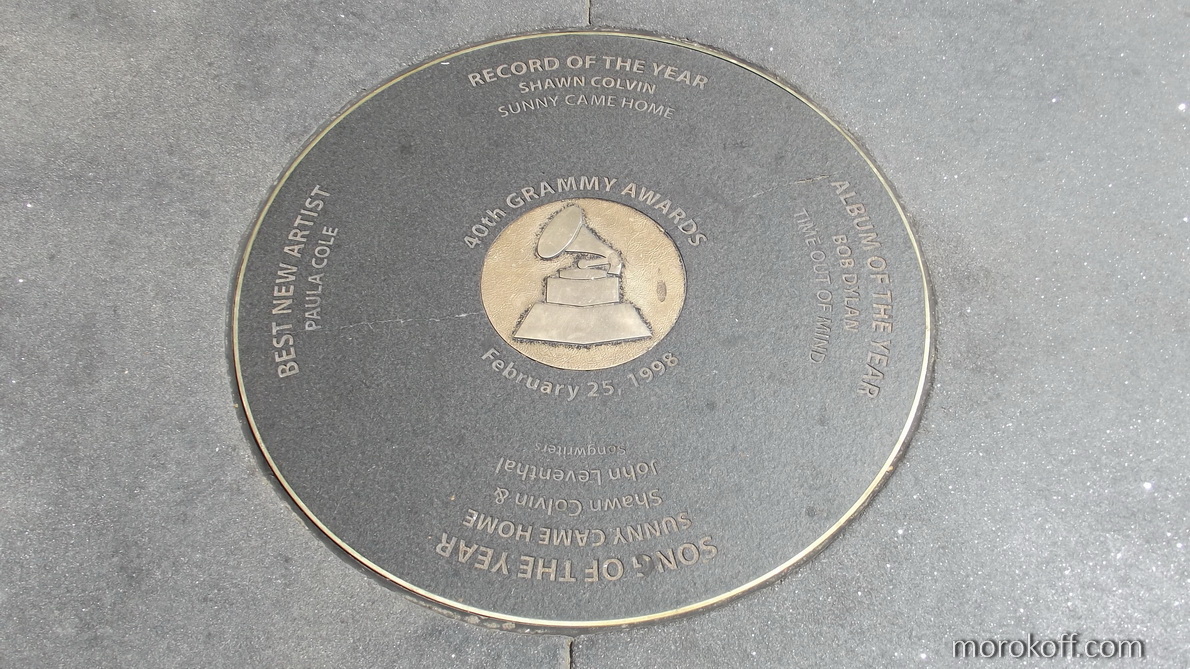 RECORD OF THE YEAR
SHAWN COLVIN
SUNNY CAME HOME
BEST NEW ARTIST
PAULA COLE
40th GRAMMY AWARDS
February 25, 1998
ALBUM OF THE YEAR
BOB DYLAN
TIME OUT OF MIND
SONG OF THE YEAR
SUNNY CAME HOME
Shawn Colvin &
John Leventhal
Songwriters
morokoff.com